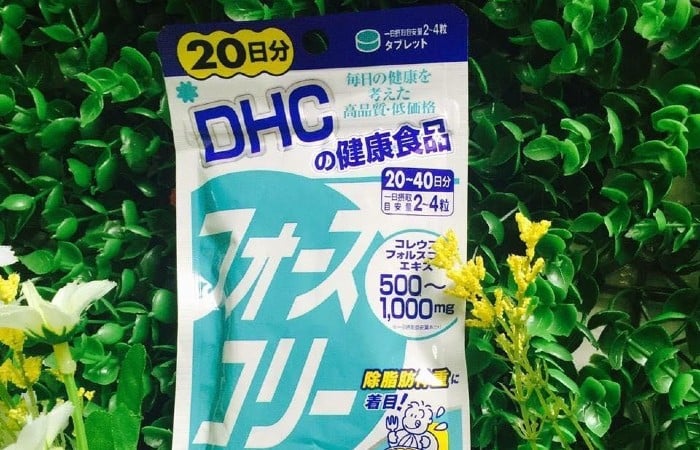 20日分
一日摂取目安量2~4粒
タブレット
毎日の健康を
考えた
高品質・低価格
DHC
の健康食品
20~40日分
一日摂取
目安量 2~4粒
コレウス
フォルスコリ
エキス
500~
1,000mg
フォース
コリー
除脂肪体重に
着目!